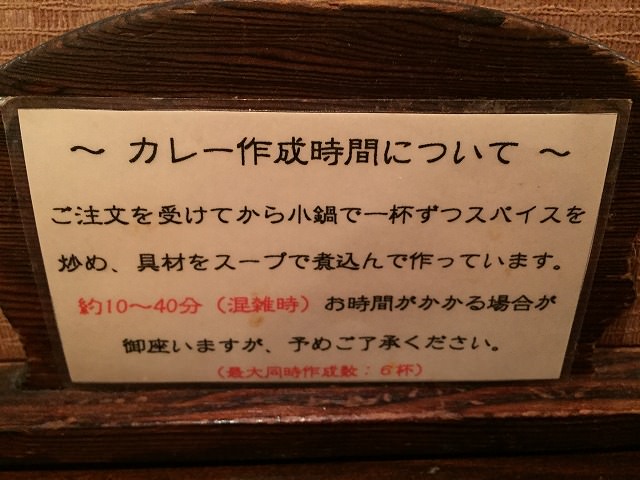 ～ カレー作成時間について ～
ご注文を受けてから小鍋で一杯ずつスパイスを
炒め、具材をスープで煮込んで作っています。
約10～40分（混雑時）お時間がかかる場合が
御座いますが、予めご了承ください。
（最大同時作成数：６杯）